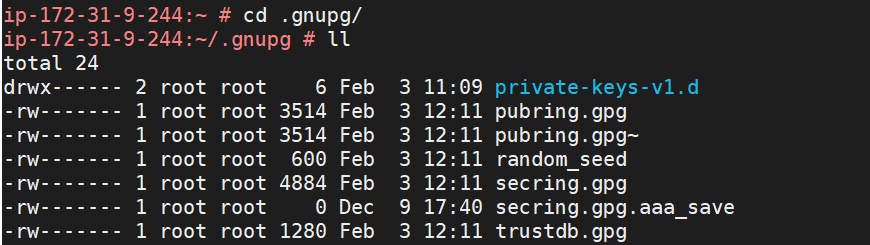 ip-172-31-9-244:~ # cd .gnupg/
ip-172-31-9-244:~/.gnupg # ll
total 24
drwx------ 2 root root    6 Feb  3 11:09 private-keys-v1.d
-rw------- 1 root root 3514 Feb  3 12:11 pubring.gpg
-rw------- 1 root root 3514 Feb  3 12:11 pubring.gpg~
-rw------- 1 root root  600 Feb  3 12:11 random_seed
-rw------- 1 root root 4884 Feb  3 12:11 secring.gpg
-rw------- 1 root root    0 Dec  9 17:40 secring.gpg.aaa_save
-rw------- 1 root root 1280 Feb  3 12:11 trustdb.gpg